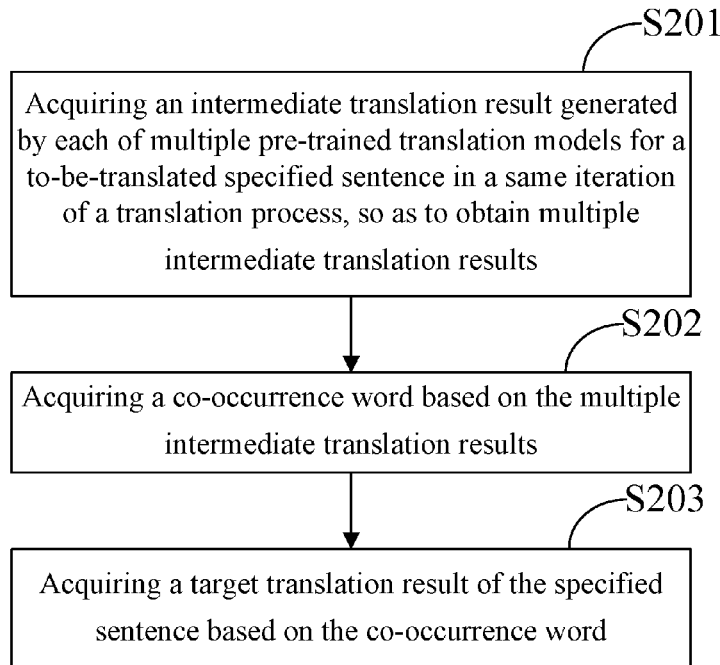 S201
Acquiring an intermediate translation result generated
by each of multiple pre-trained translation models for a
to-be-translated specified sentence in a same iteration
of a translation process, so as to obtain multiple
intermediate translation results
S202
Acquiring a co-occurrence word based on the multiple
intermediate translation results
S203
Acquiring a target translation result of the specified
sentence based on the co-occurrence word